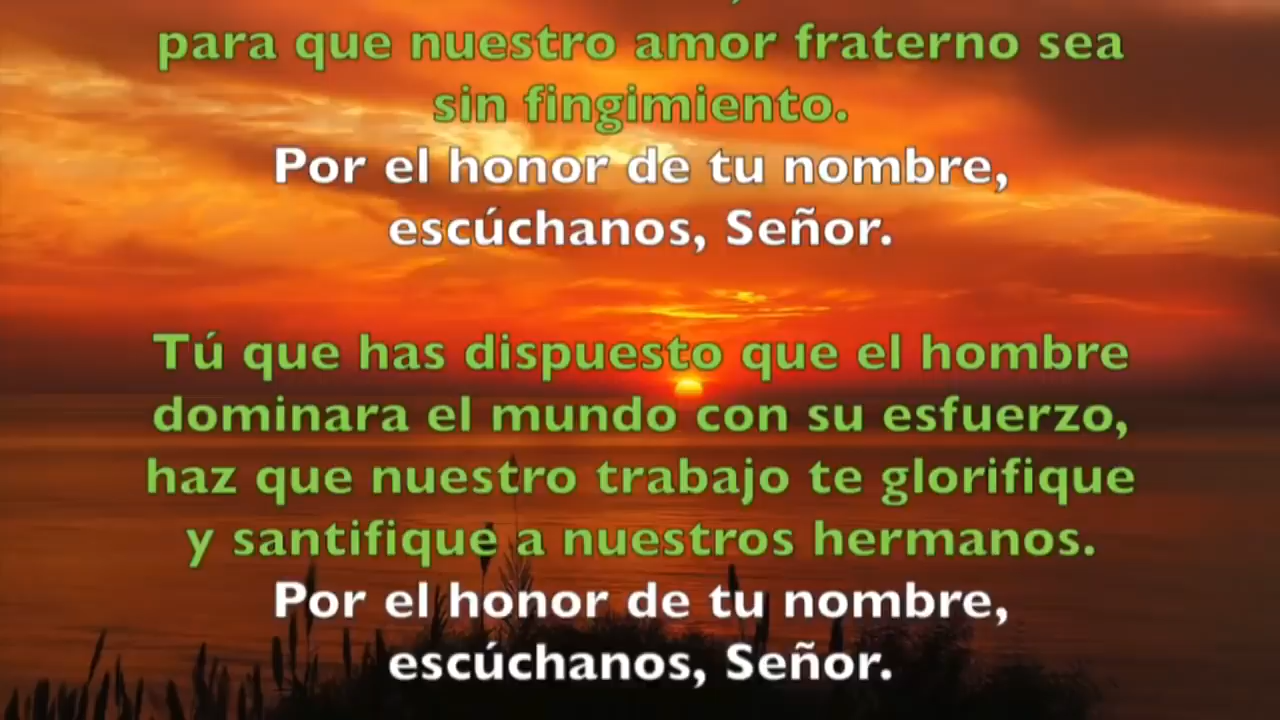 para que nuestro amor fraterno sea
sin fingimiento.
Por el honor de tu nombre,
escúchanos, Señor.
Tú que has dispuesto que el hombre
dominara el mundo con su esfuerzo,
haz que nuestro trabajo te glorifique
y santifique a nuestros hermanos.
Por el honor de tu nombre,
escúchanos, Señor.